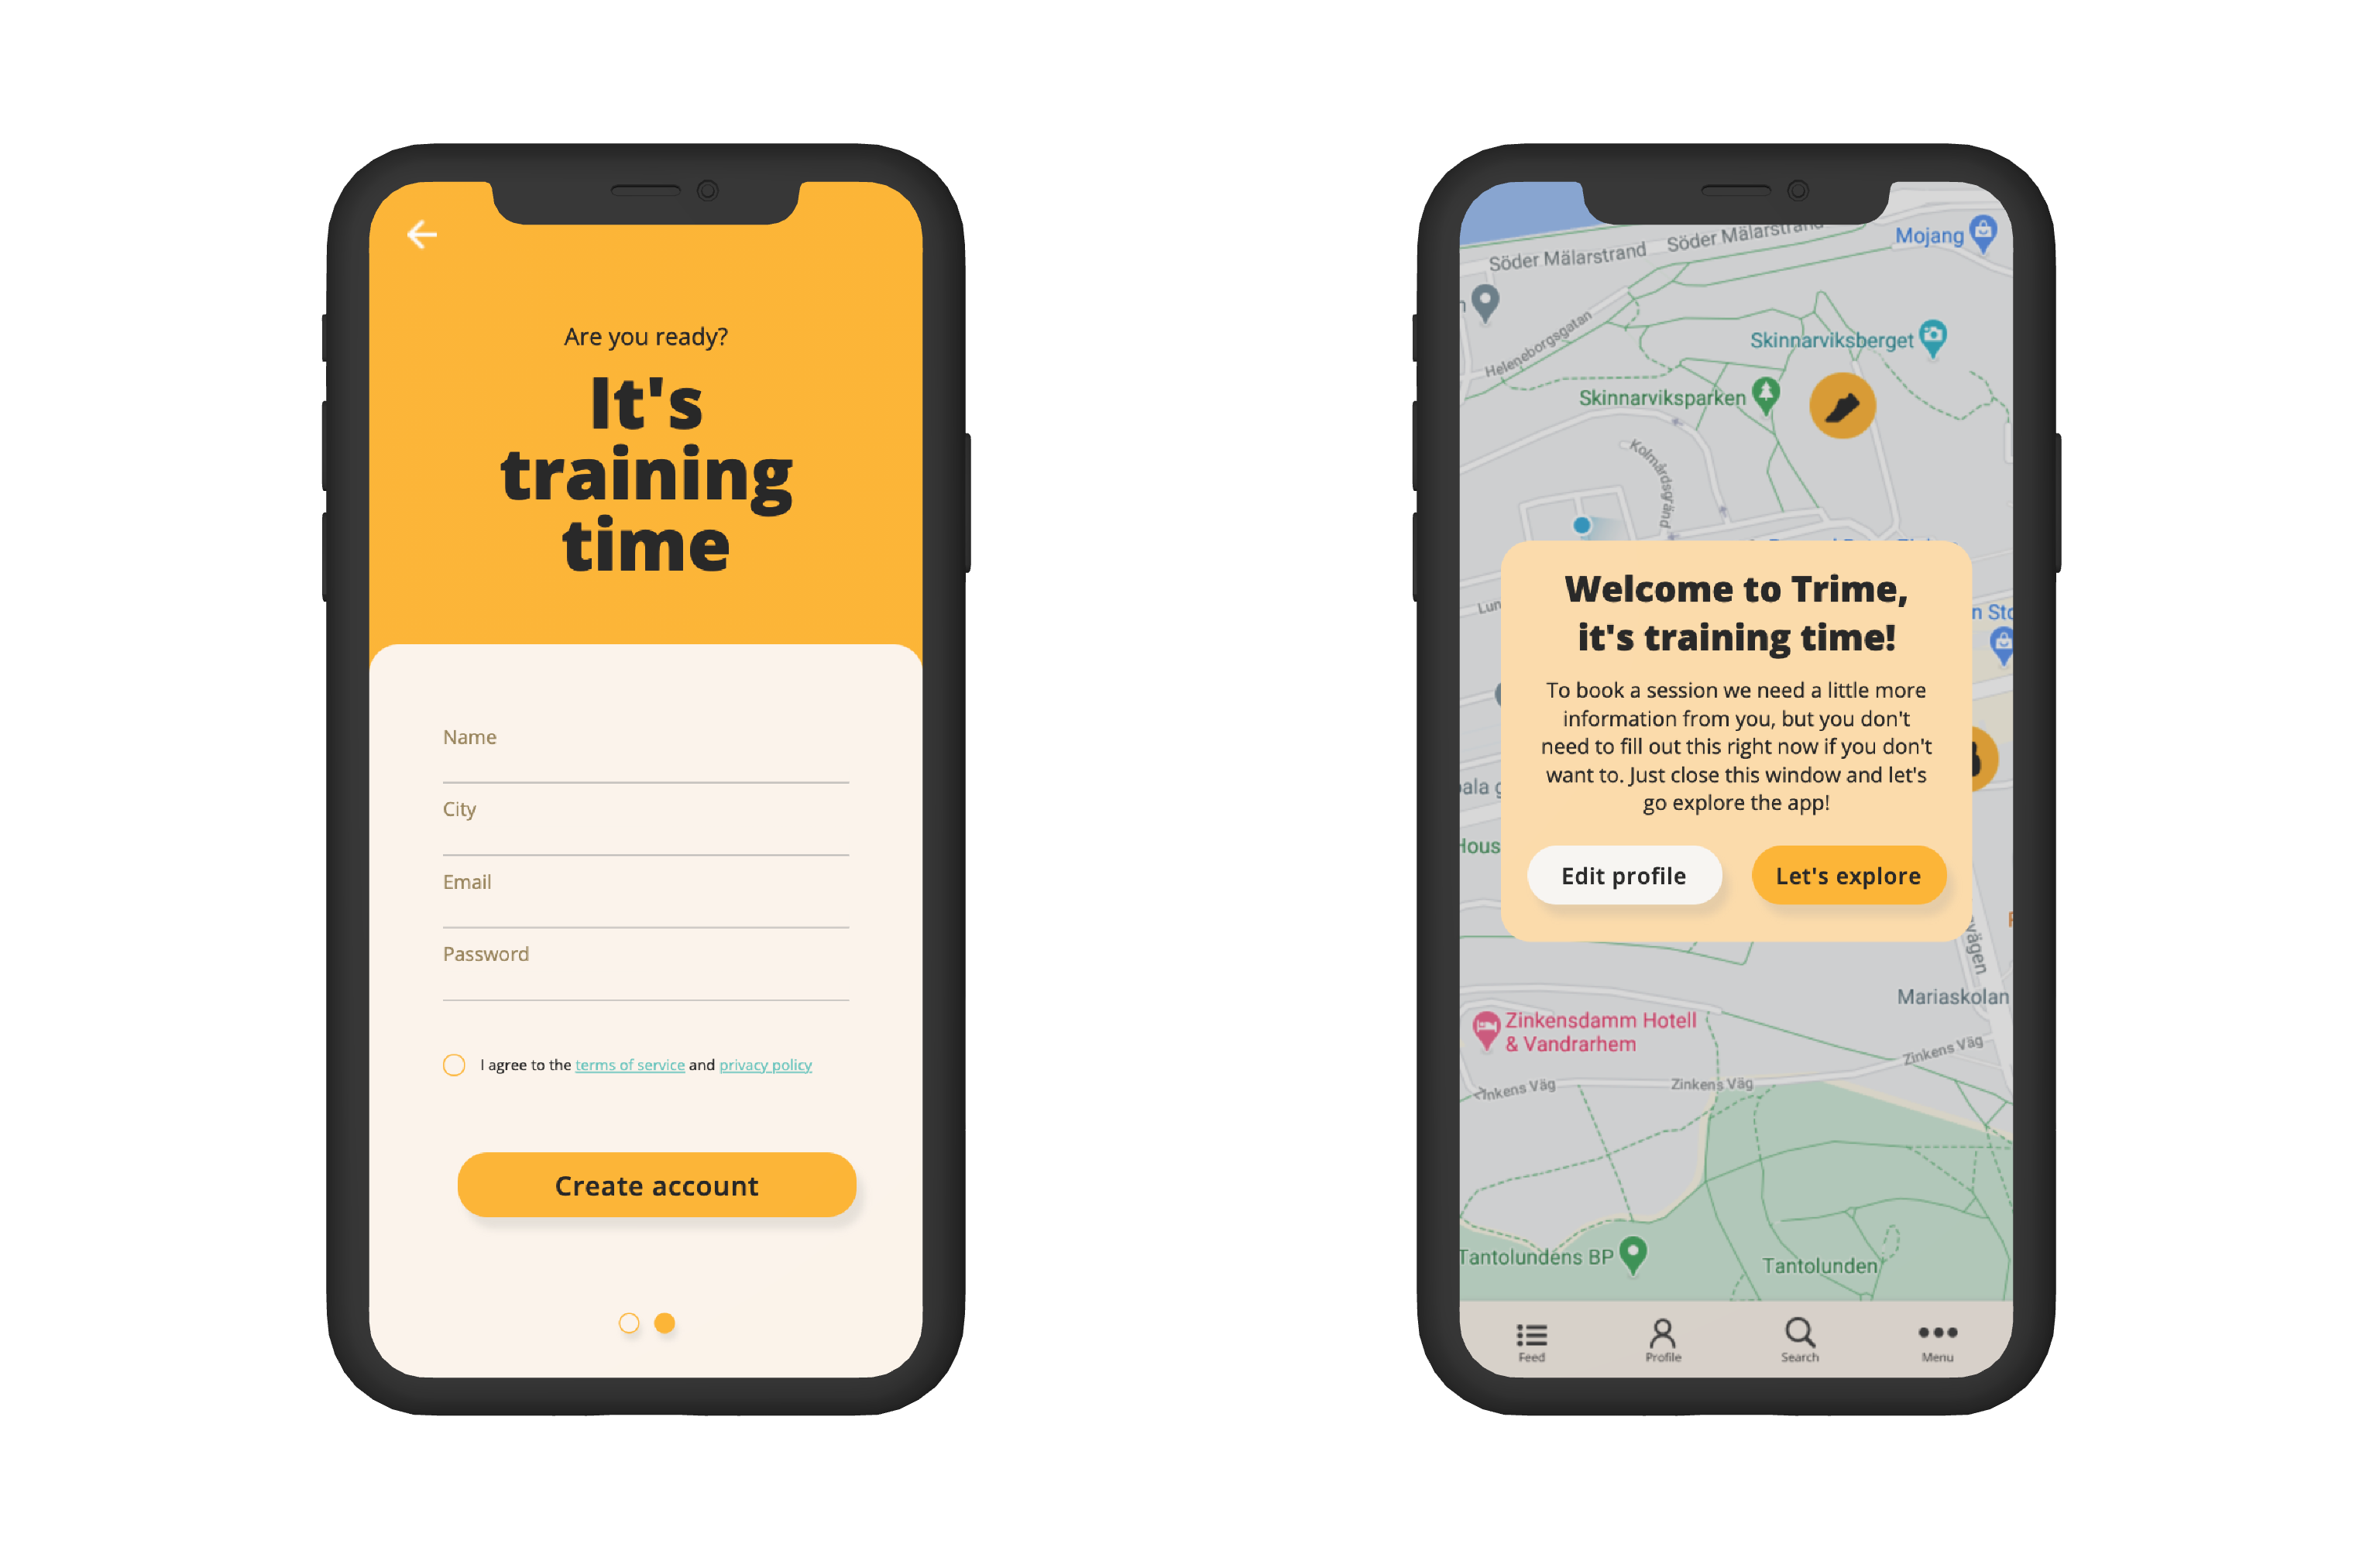 Are you ready?
It's
training
time
Name
City
Email
Password
I agree to the terms of service and privacy policy
Create account
Söder Mälarstrand
Söder Mälarstrand
Mojang
Heleneborgsgatan
Skinnarviksberget
Skinnarviksparken
Kolmårdsgränd
Welcome to Trime,
it's training time!
To book a session we need a little more
information from you, but you don't
need to fill out this right now if you don't
want to. Just close this window and let's
go explore the app!
Edit profile
Let's explore
Mariaskolan
Zinkensdamm Hotell
& Vandrarhem
Zinkens Väg
Zinkens Väg
inkens Väg
Tantolundens BP
Tantolunden
Feed
Profile
Search
Menu